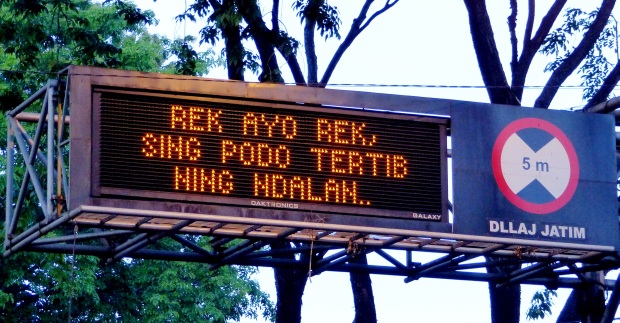 REK AYO REK,
SING PODO TERTIB
NING NDALAN..
DAKTRONICS
GALAXY
5 m
DLLAJ JATIM